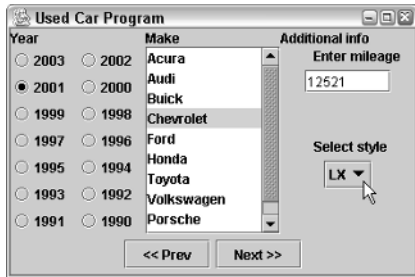 Used Car Program
Year
Make
Additional info
2003 2002
2001 2000
1999 1998
1997 1996
1995 1994
1993 1992
1991 1990
Acura
Audi
Buick
Chevrolet
Ford
Honda
Toyota
Volkswagen
Porsche
Enter mileage
12521
Select style
LX
<< Prev
Next >>